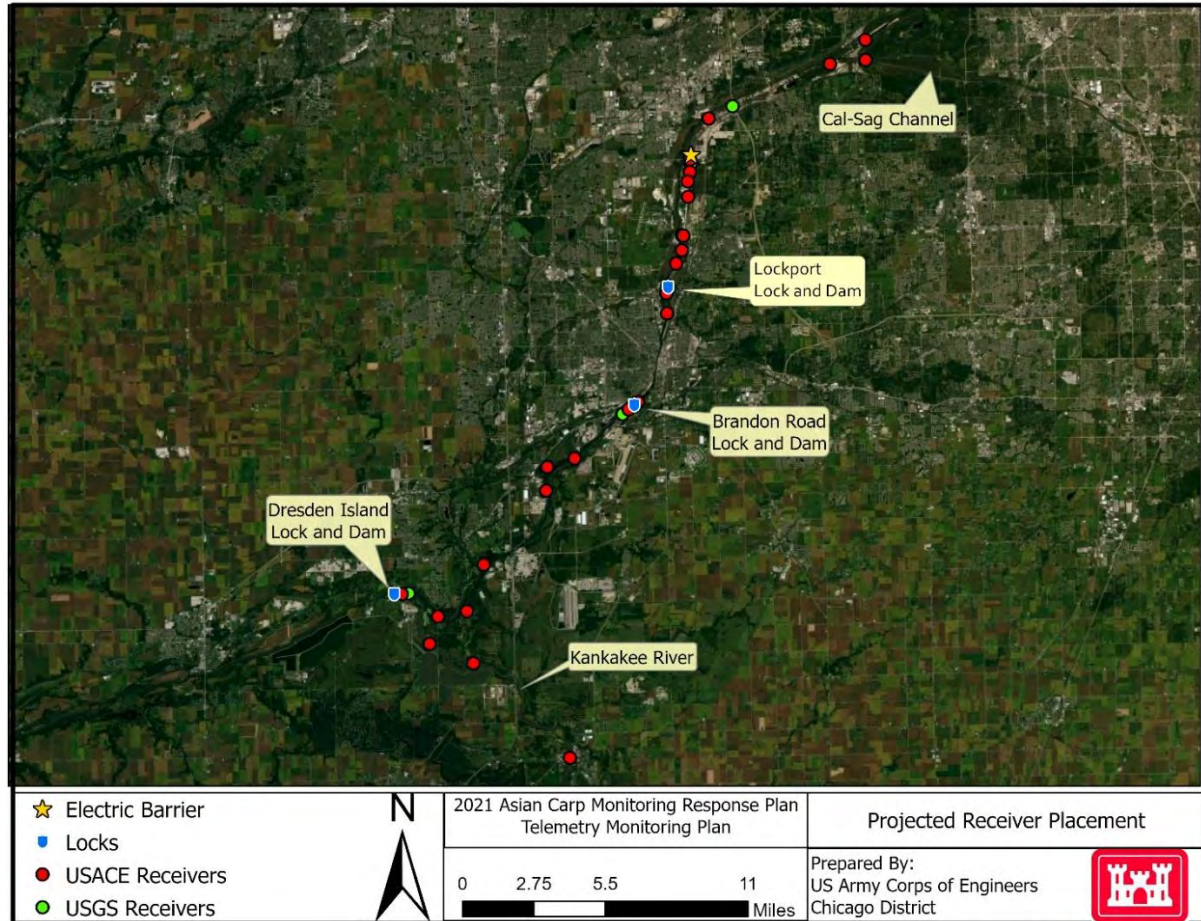 Cal-Sag Channel
Lockport
Lock and Dam
Brandon Road
Lock and Dam
Dresden Island
Lock and Dam
Kankakee River
Electric Barrier
Locks
USACE Receivers
USGS Receivers
N
2021 Asian Carp Monitoring Response Plan
Telemetry Monitoring Plan
0 2.75 5.5 11
Miles
Projected Receiver Placement
Prepared By:
US Army Corps of Engineers
Chicago District